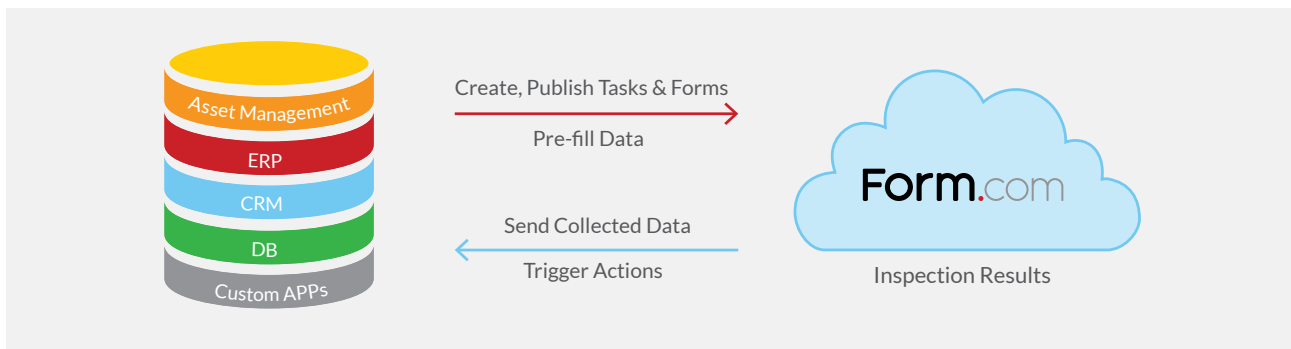 Asset Management
ERP
CRM
DB
Custom APPs
Create, Publish Tasks & Forms
Pre-fill Data
Send Collected Data
Trigger Actions
Form.com
Inspection Results